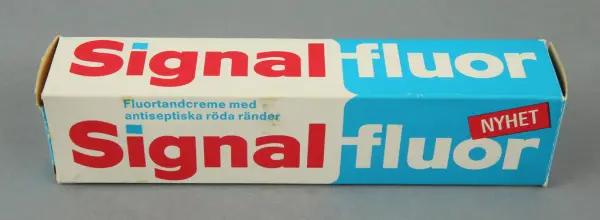 Signal fluor
Fluortandcreme med
antiseptiska röda ränder
Signal fluor
NYHET